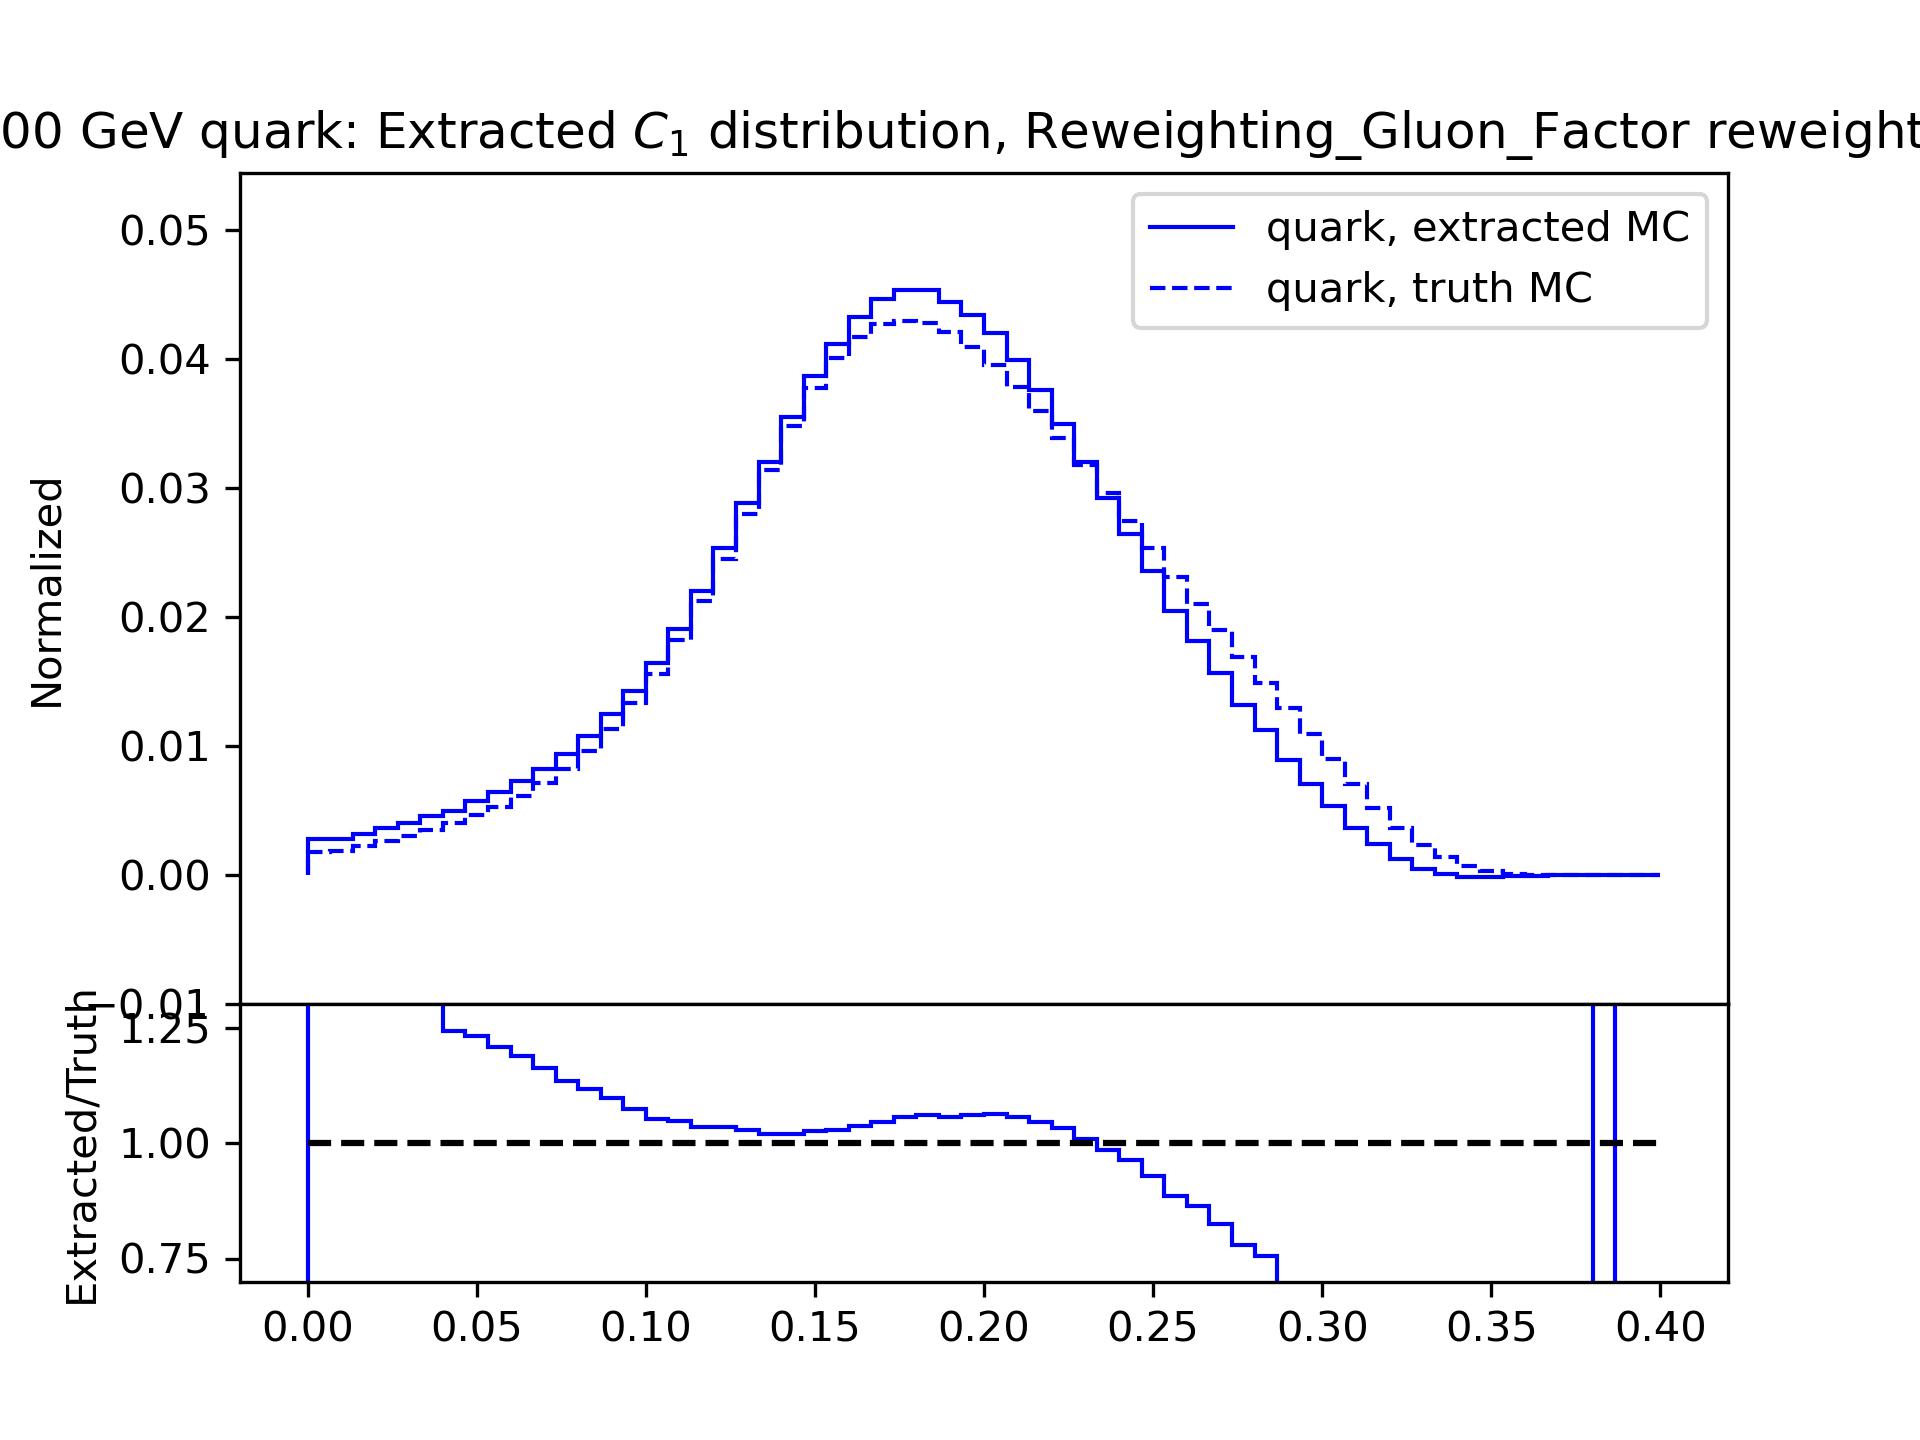 00 GeV quark: Extracted C₁ distribution, Reweighting_Gluon_Factor reweight
quark, extracted MC
quark, truth MC
Normalized
0.05
0.04
0.03
0.02
0.01
0.00
−0.01
Extracted/Truth
1.25
1.00
0.75
0.00 0.05 0.10 0.15 0.20 0.25 0.30 0.35 0.40